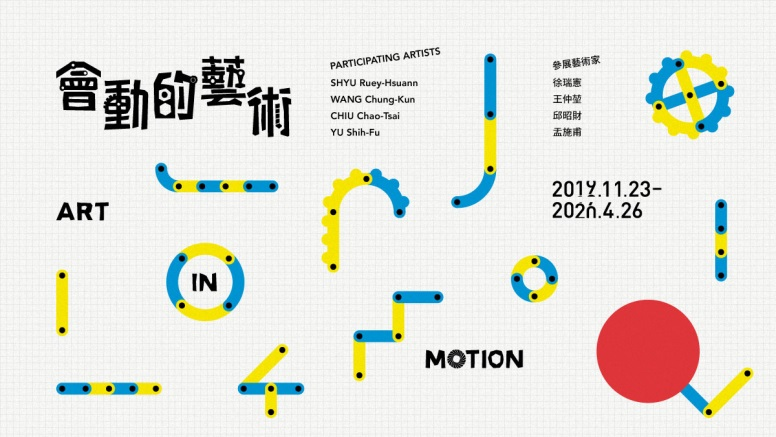 會動的藝術
PARTICIPATING ARTISTS
SHYU Ruey-Hsuann
WANG Chung-Kun
CHIU Chao-Tsai
YU Shih-Fu
參展藝術家
徐瑞憲
王仲堃
邱昭財
盂施甫
2019.11.23–
2020.4.26
ART
IN
MOTION